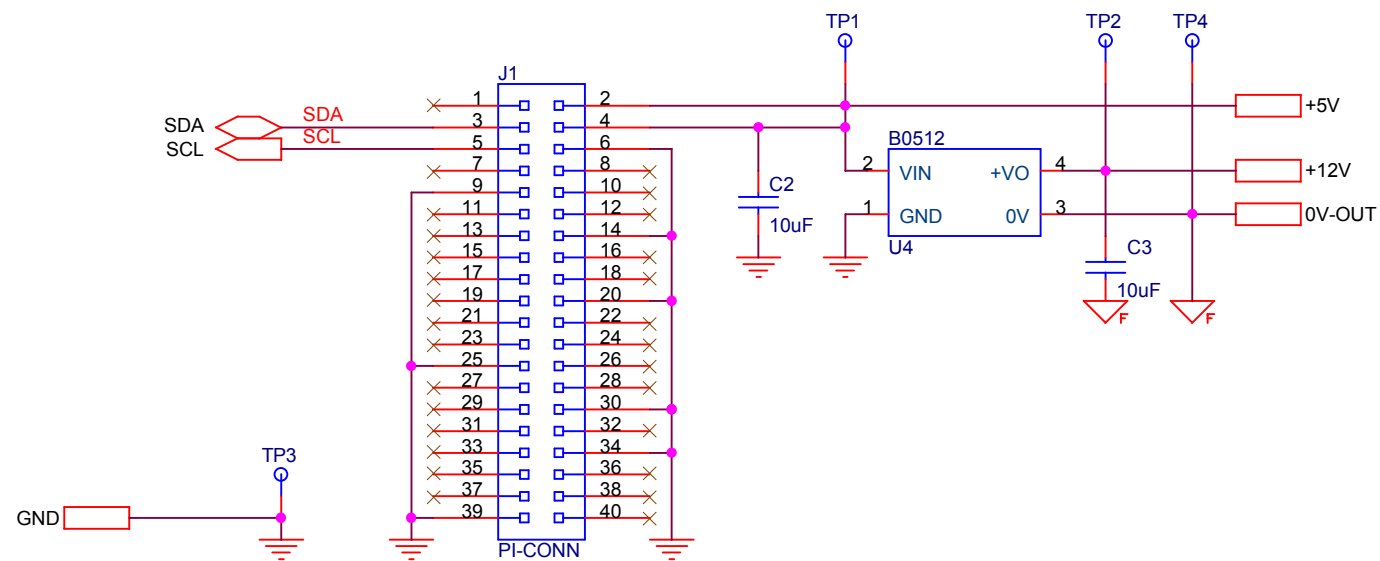 TP1 TP2 TP4
J1
1 2 +5V
SDA SDA 3 4
SCL SCL 5 6 B0512
7 8 2 VIN +VO 4 +12V
9 10 C2
11 12 10uF 1 GND 0V 3 0V-OUT
13 14 U4 C3
15 16
17 18 10uF
19 20
21 22 F F
23 24
25 26
27 28
29 30
31 32
33 34
TP3 35 36
37 38
GND 39 40
PI-CONN